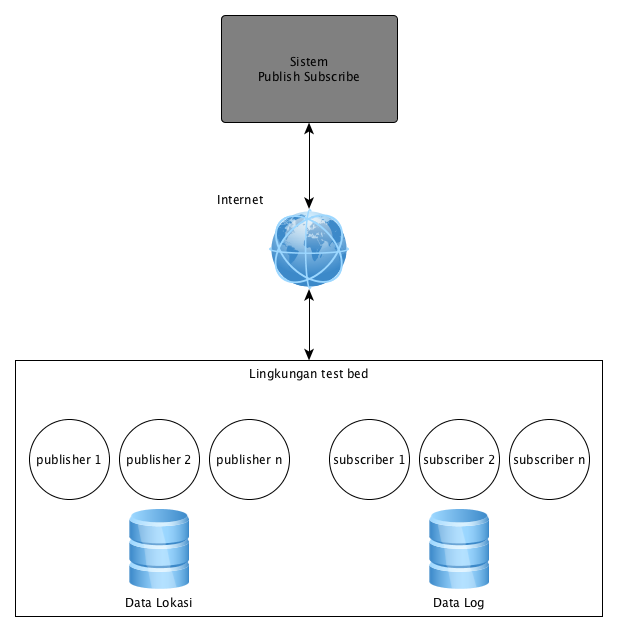 Sistem
Publish Subscribe
Internet
Lingkungan test bed
publisher 1
publisher 2
publisher n
subscriber 1
subscriber 2
subscriber n
Data Lokasi
Data Log